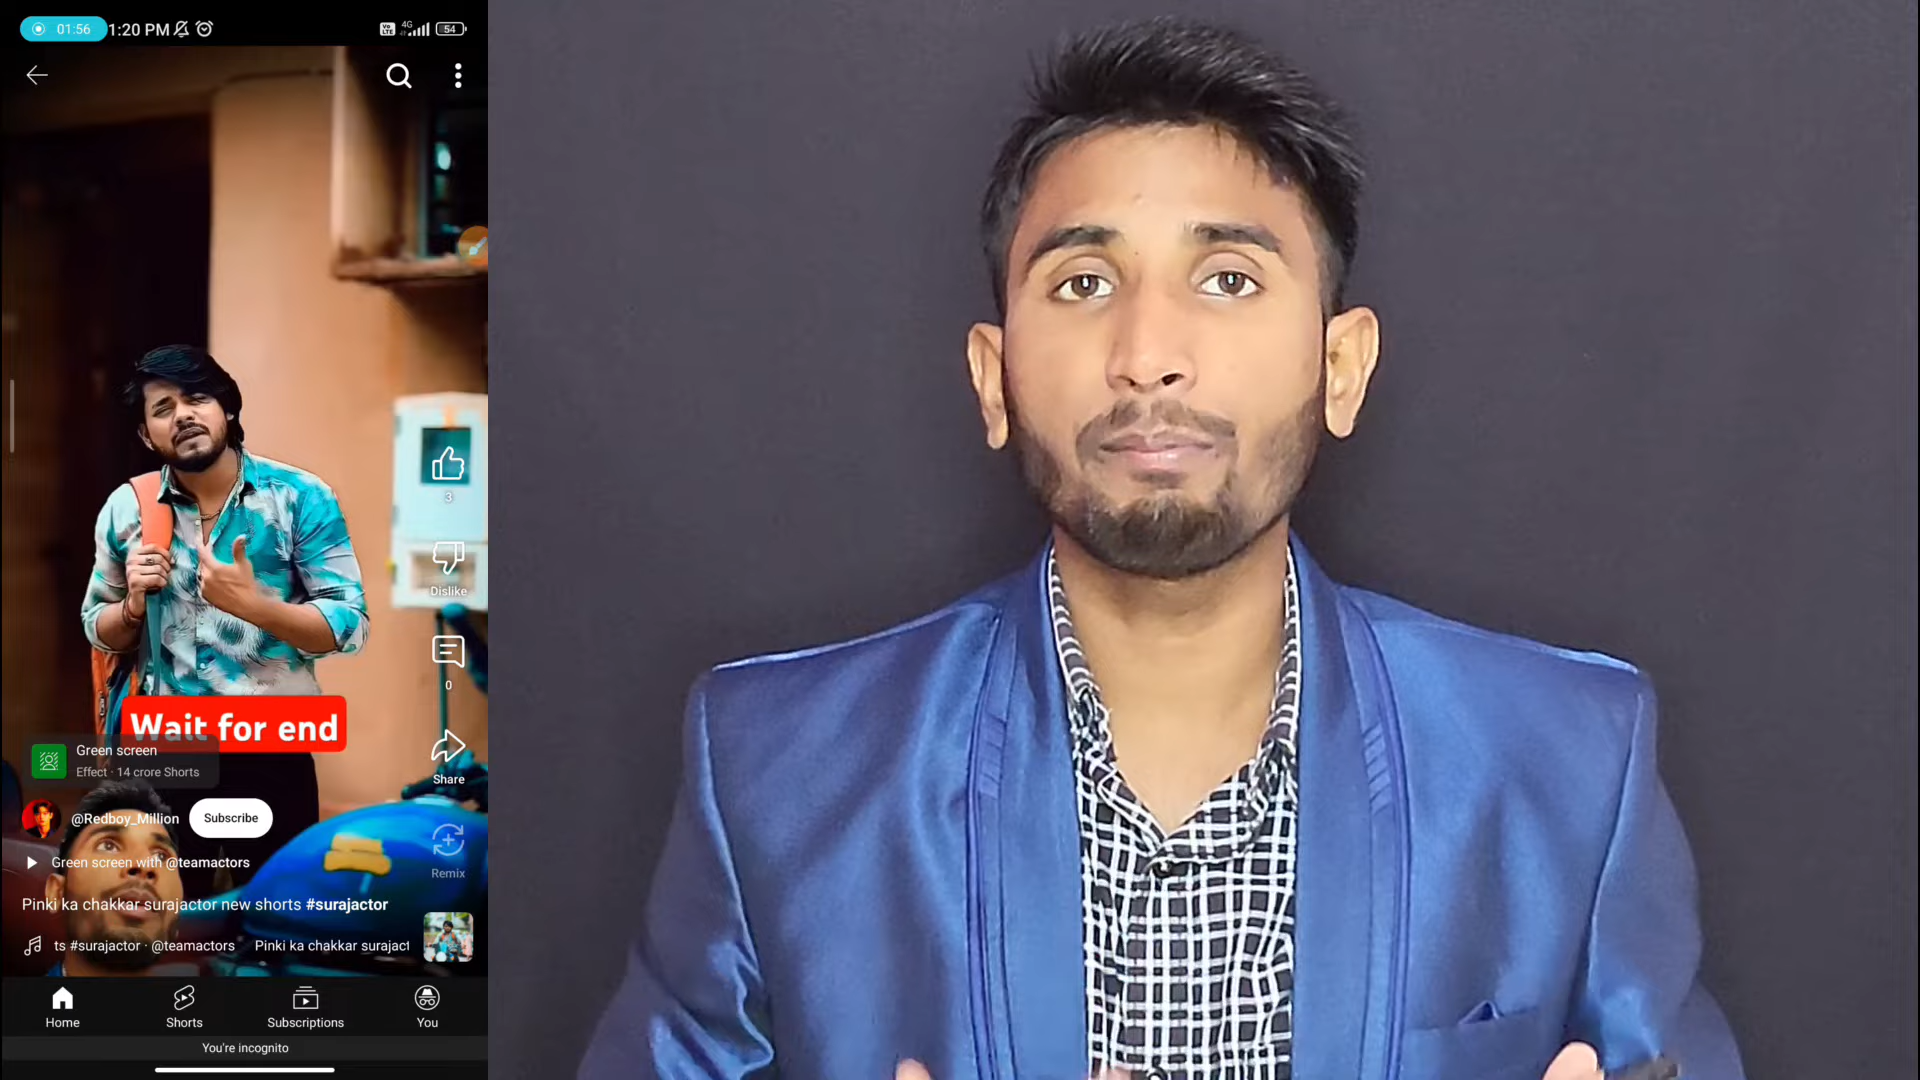 01:56 1:20 PM 4G 54
3
Dislike
0
Wait for end
Green screen
Effect · 14 crore Shorts
Share
@Redboy_Million Subscribe
Green screen with @teamactors
Remix
Pinki ka chakkar surajactor new shorts #surajactor
ts #surajactor · @teamactors Pinki ka chakkar surajact
Home Shorts Subscriptions You
You're incognito